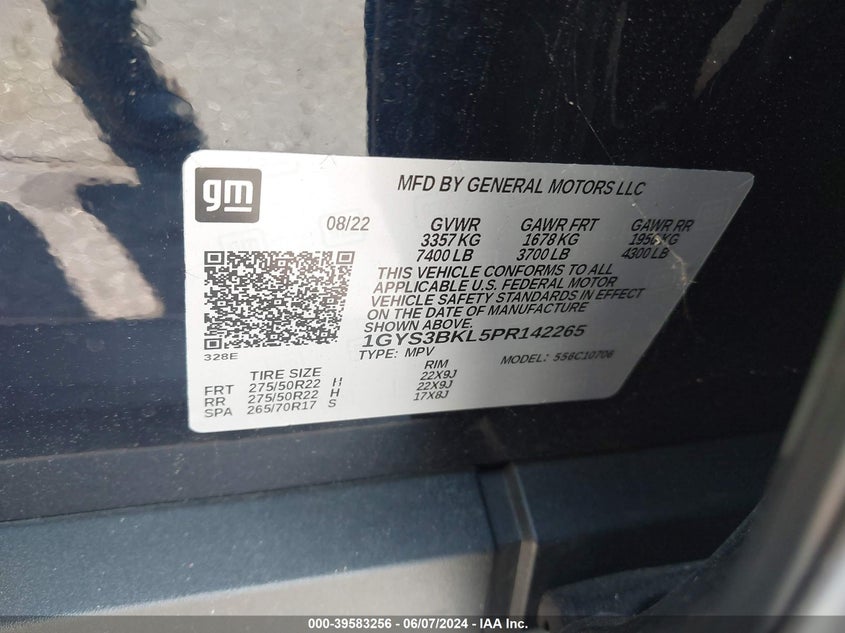 gm
MFD BY GENERAL MOTORS LLC
08/22 GVWR GAWR FRT GAWR RR
3357 KG 1678 KG 1950 KG
7400 LB 3700 LB 4300 LB
THIS VEHICLE CONFORMS TO ALL
APPLICABLE U.S. FEDERAL MOTOR
VEHICLE SAFETY STANDARDS IN EFFECT
ON THE DATE OF MANUFACTURE
SHOWN ABOVE.
1GYS3BKL5PR142265
328E TYPE: MPV MODEL: 556C10706
TIRE SIZE RIM
FRT 275/50R22 H 22X9J
RR 275/50R22 H 22X9J
SPA 265/70R17 S 17X8J
000-39583256 - 06/07/2024 - IAA Inc.